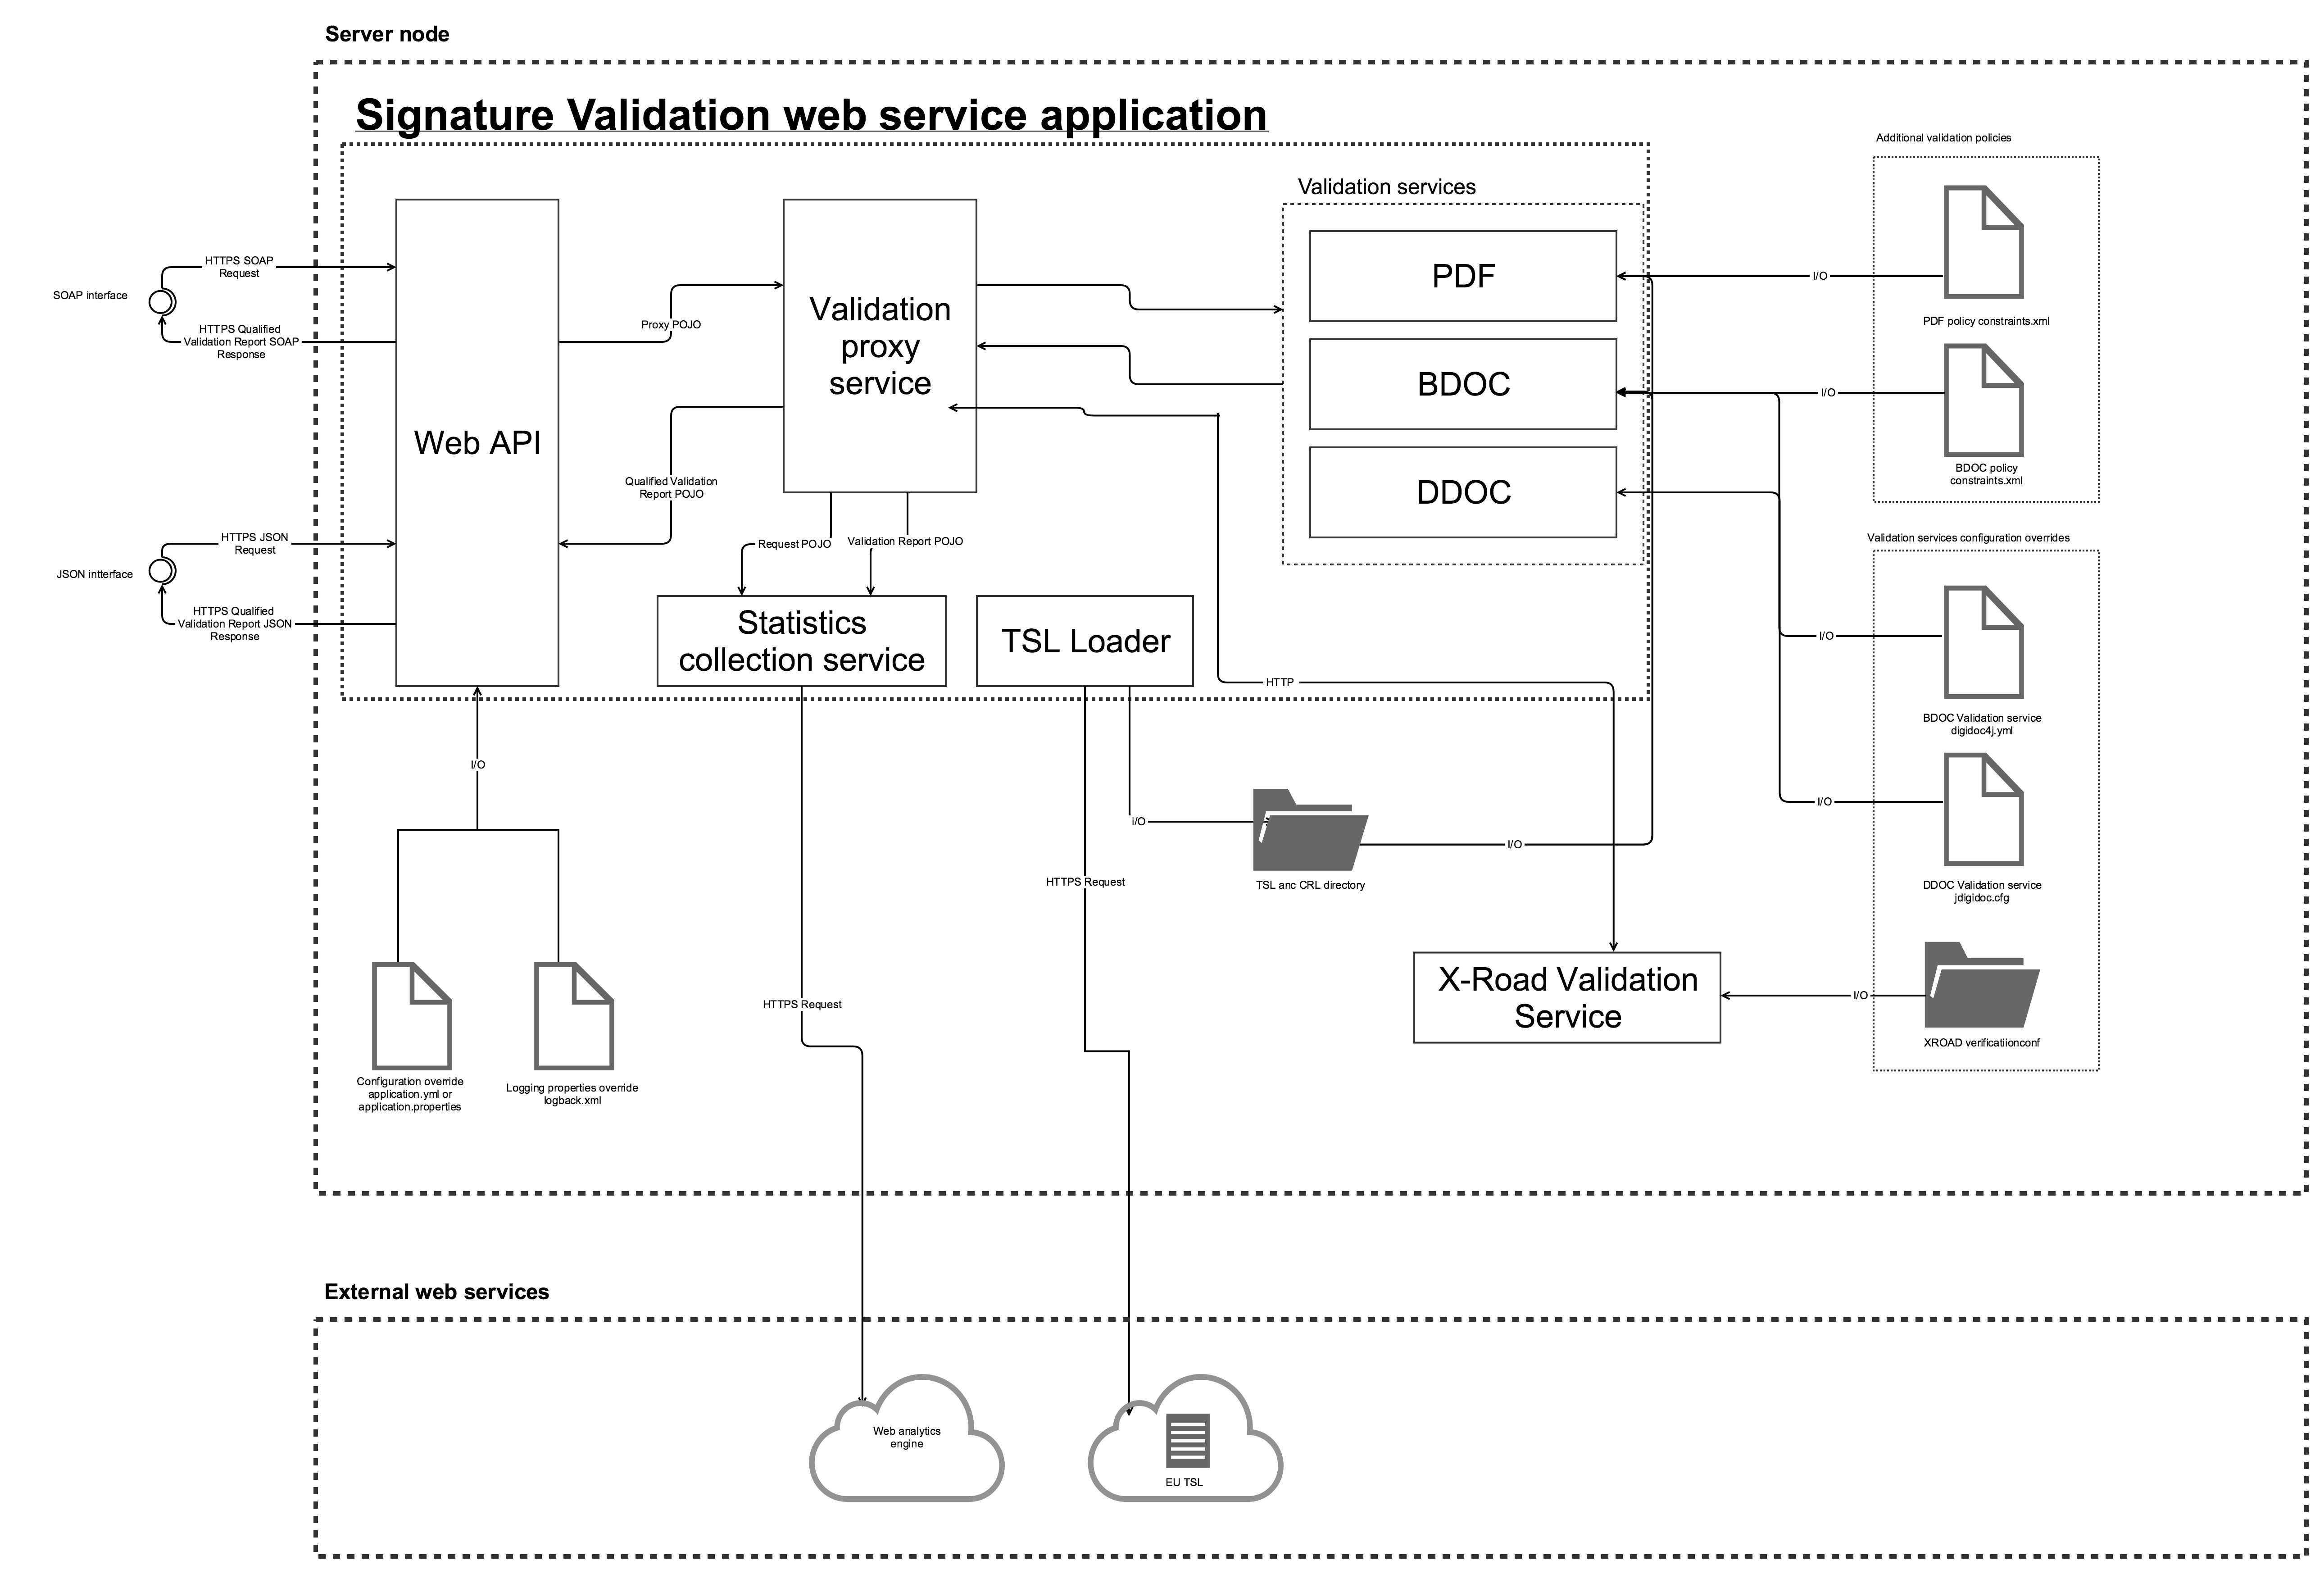 Server node
Signature Validation web service application
Additional validation policies
Validation services
PDF
BDOC
DDOC
Validation
proxy
service
Web API
HTTPS SOAP
Request
SOAP interface
HTTPS Qualified
Validation Report SOAP
Response
Proxy POJO
Qualified Validation
Report POJO
HTTPS JSON
Request
JSON intterface
HTTPS Qualified
Validation Report JSON
Response
Request POJO
Validation Report POJO
Statistics
collection service
TSL Loader
HTTP
I/O
PDF policy constraints.xml
I/O
BDOC policy
constraints.xml
Validation services configuration overrides
I/O
BDOC Validation service
digidoc4j.yml
I/O
DDOC Validation service
jdigidoc.cfg
I/O
XROAD verificatiionconf
I/O
i/O
I/O
TSL anc CRL directory
HTTPS Request
HTTPS Request
X-Road Validation
Service
Configuration override
application.yml or
application.properties
Logging properties override
logback.xml
External web services
Web analytics
engine
EU TSL